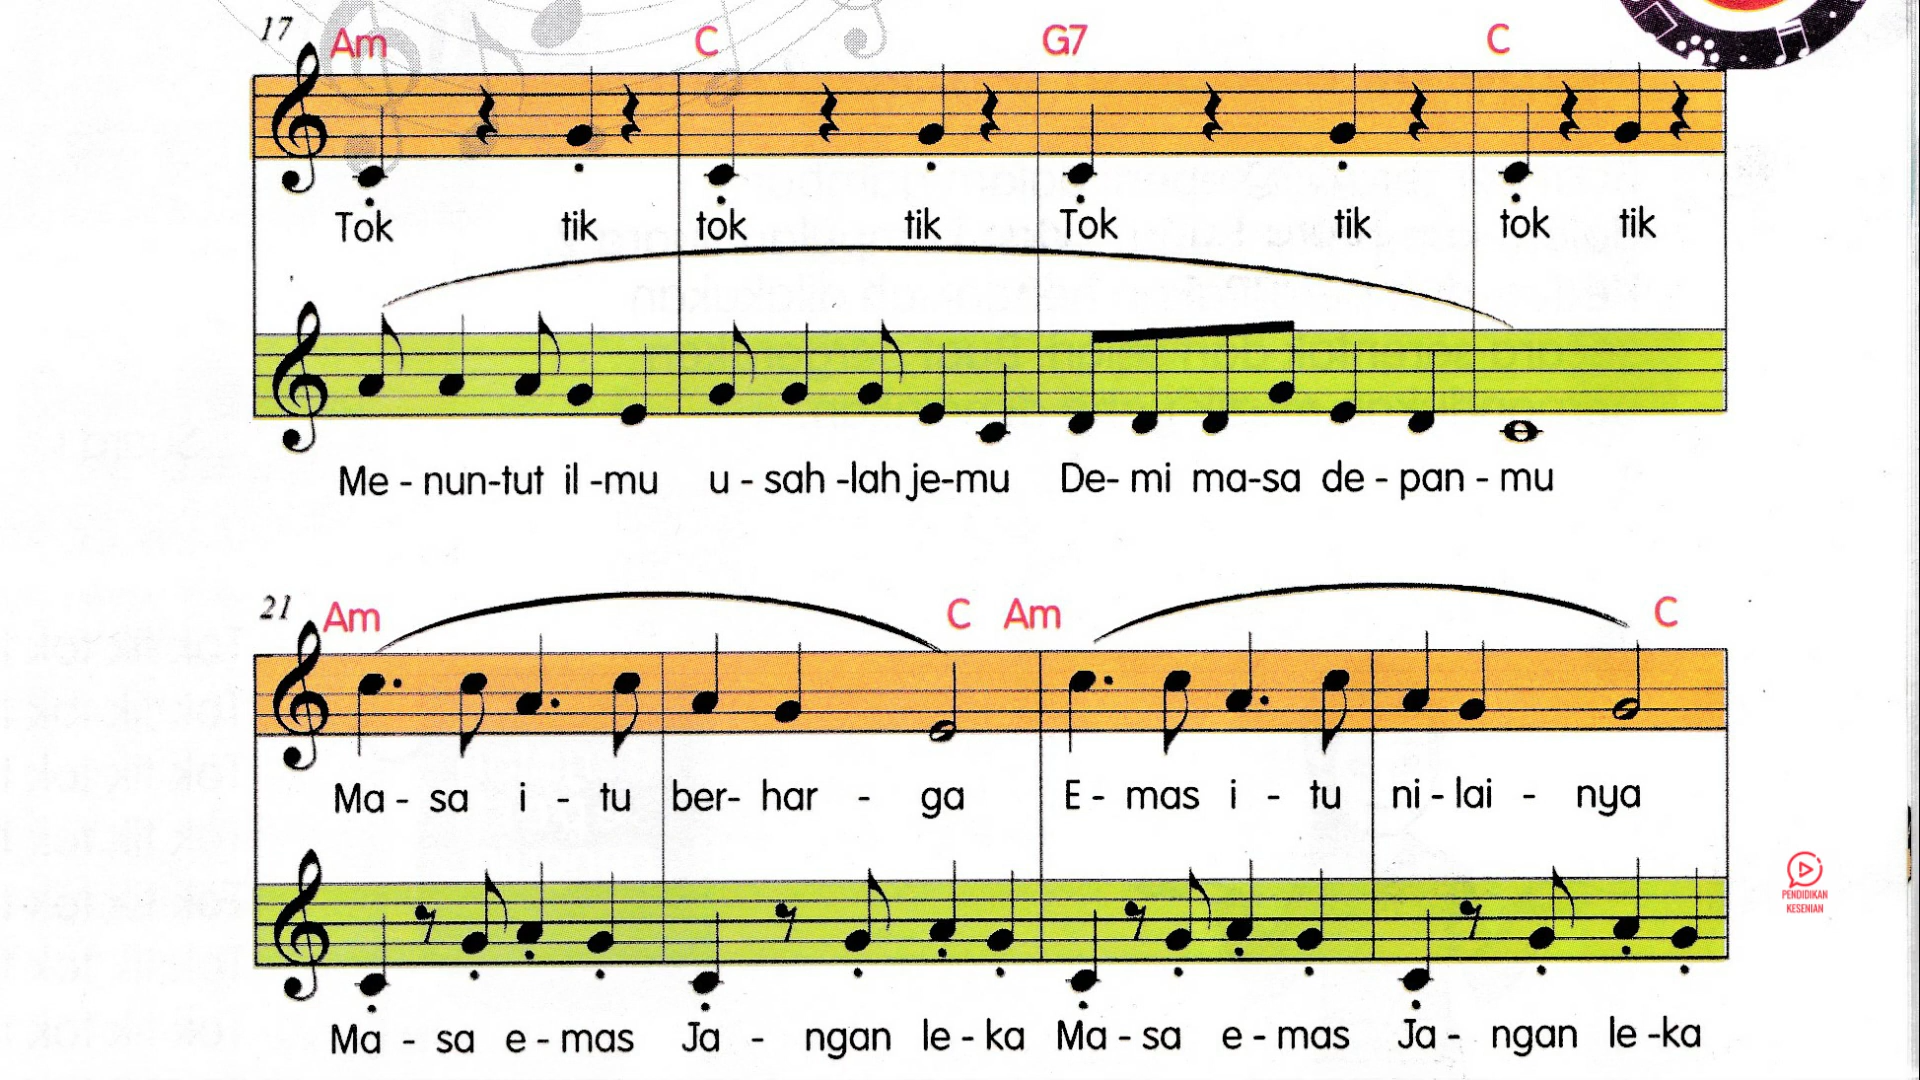 17 Am C G7 C
Tok tik tok tik Tok tik tok tik
Me - nun-tut il -mu u - sah -lah je-mu De- mi ma-sa de - pan - mu
21 Am C Am C
Ma - sa i - tu ber- har - ga E - mas i - tu ni - lai - nya
PENDIDIKAN
KESENIAN
Ma - sa e - mas Ja - ngan le - ka Ma - sa e - mas Ja - ngan le -ka